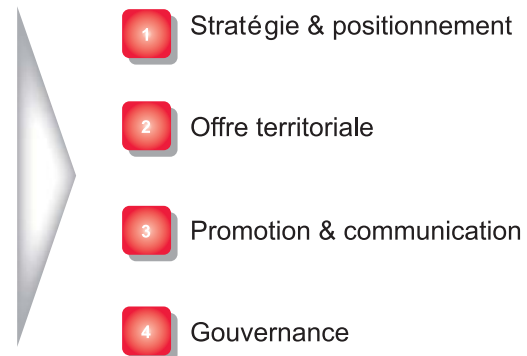 1 Stratégie & positionnement
2 Offre territoriale
3 Promotion & communication
4 Gouvernance